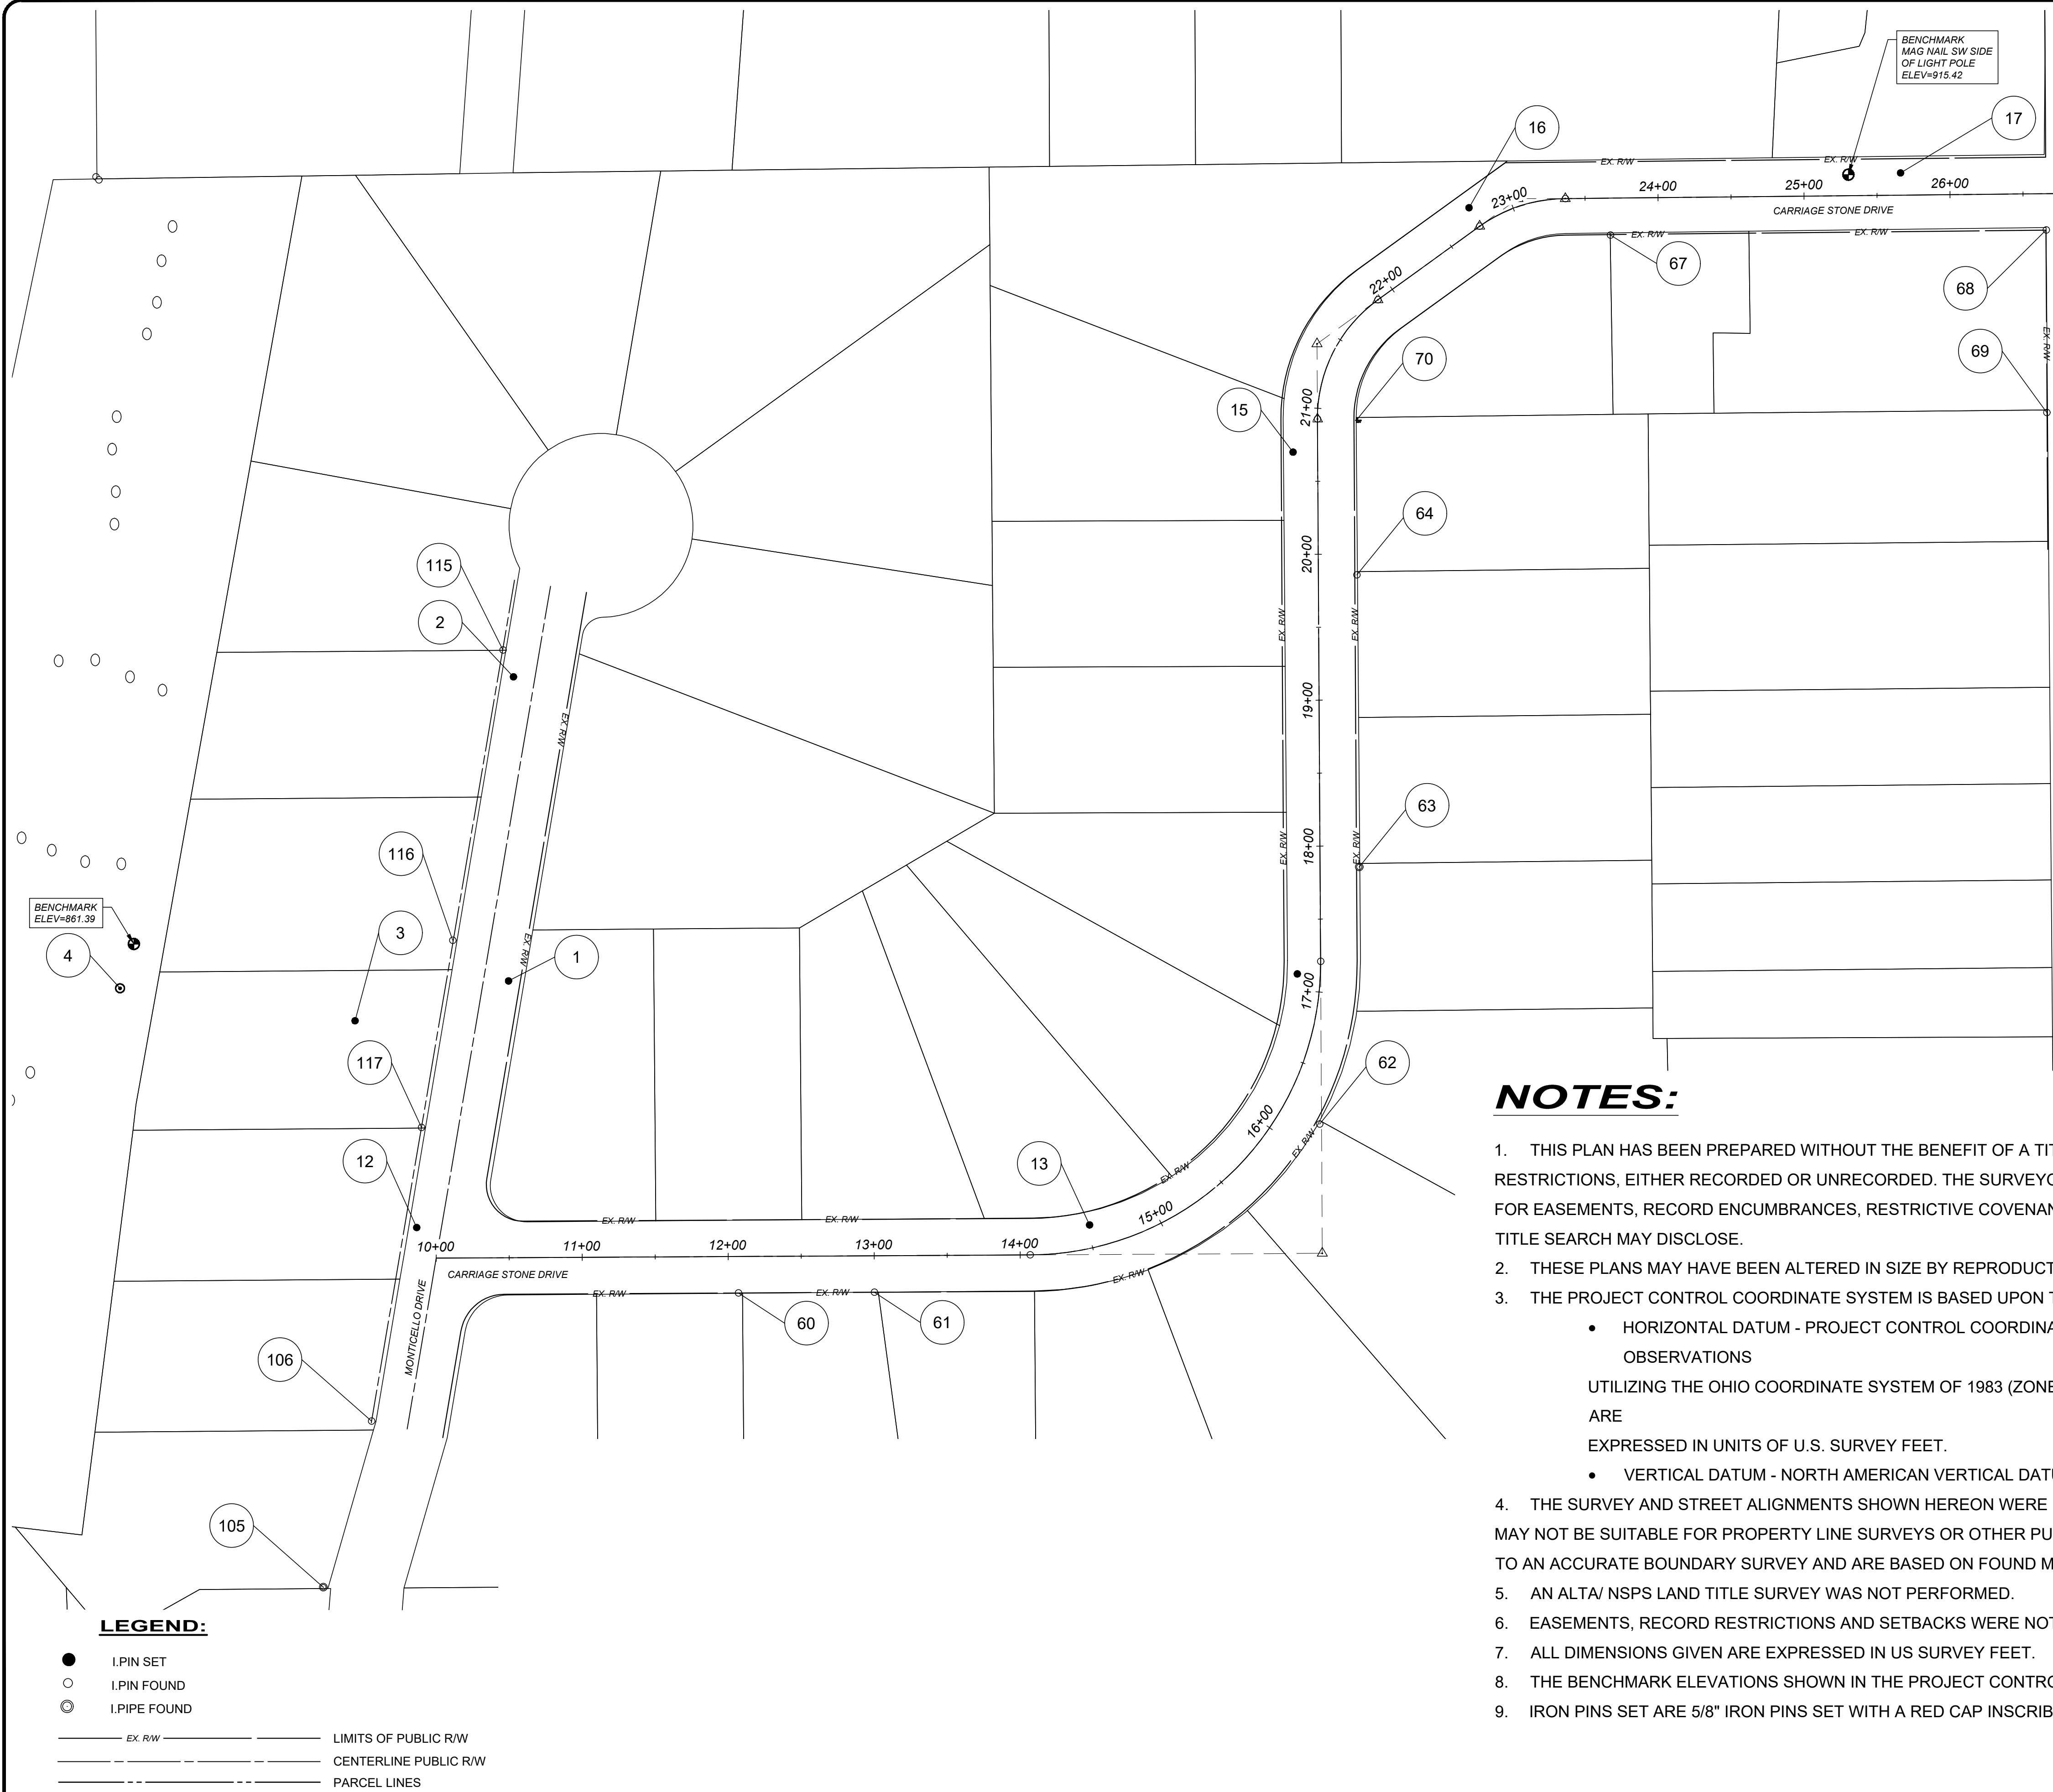 BENCHMARK
MAG NAIL SW SIDE
OF LIGHT POLE
ELEV=915.42
16
17
EX. R/W
EX. R/W
23+00
24+00
25+00
26+00
CARRIAGE STONE DRIVE
EX. R/W
EX. R/W
67
68
22+00
EX. R/W
69
70
15
21+00
64
20+00
115
2
EX. R/W
EX. R/W
19+00
EX. R/W
63
18+00
EX. R/W
EX. R/W
116
BENCHMARK
ELEV=861.39
3
4
1
EX. R/W
17+00
117
62
16+00
EX. R/W
12
13
EX. R/W
15+00
EX. R/W
EX. R/W
10+00
11+00
12+00
13+00
14+00
CARRIAGE STONE DRIVE
EX. R/W
EX. R/W
EX. R/W
MONTICELLO DRIVE
60
61
106
105
NOTES:
1. THIS PLAN HAS BEEN PREPARED WITHOUT THE BENEFIT OF A TIT
RESTRICTIONS, EITHER RECORDED OR UNRECORDED. THE SURVEYO
FOR EASEMENTS, RECORD ENCUMBRANCES, RESTRICTIVE COVENAN
TITLE SEARCH MAY DISCLOSE.
2. THESE PLANS MAY HAVE BEEN ALTERED IN SIZE BY REPRODUCT
3. THE PROJECT CONTROL COORDINATE SYSTEM IS BASED UPON T
• HORIZONTAL DATUM - PROJECT CONTROL COORDINA
OBSERVATIONS
UTILIZING THE OHIO COORDINATE SYSTEM OF 1983 (ZONE
ARE
EXPRESSED IN UNITS OF U.S. SURVEY FEET.
• VERTICAL DATUM - NORTH AMERICAN VERTICAL DATU
4. THE SURVEY AND STREET ALIGNMENTS SHOWN HEREON WERE
MAY NOT BE SUITABLE FOR PROPERTY LINE SURVEYS OR OTHER PU
TO AN ACCURATE BOUNDARY SURVEY AND ARE BASED ON FOUND M
5. AN ALTA/ NSPS LAND TITLE SURVEY WAS NOT PERFORMED.
6. EASEMENTS, RECORD RESTRICTIONS AND SETBACKS WERE NOT
7. ALL DIMENSIONS GIVEN ARE EXPRESSED IN US SURVEY FEET.
8. THE BENCHMARK ELEVATIONS SHOWN IN THE PROJECT CONTRO
9. IRON PINS SET ARE 5/8" IRON PINS SET WITH A RED CAP INSCRIB
LEGEND:
I.PIN SET
I.PIN FOUND
I.PIPE FOUND
EX. R/W LIMITS OF PUBLIC R/W
CENTERLINE PUBLIC R/W
PARCEL LINES